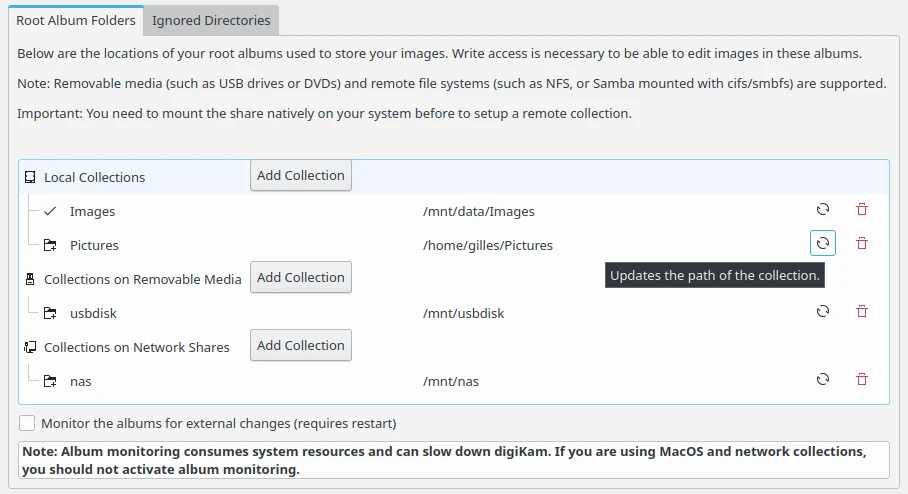 Root Album Folders Ignored Directories
Below are the locations of your root albums used to store your images. Write access is necessary to be able to edit images in these albums.
Note: Removable media (such as USB drives or DVDs) and remote file systems (such as NFS, or Samba mounted with cifs/smbfs) are supported.
Important: You need to mount the share natively on your system before to setup a remote collection.
Local Collections Add Collection
Images /mnt/data/Images
Pictures /home/gilles/Pictures
Collections on Removable Media Add Collection Updates the path of the collection.
usbdisk /mnt/usbdisk
Collections on Network Shares Add Collection
nas /mnt/nas
Monitor the albums for external changes (requires restart)
Note: Album monitoring consumes system resources and can slow down digiKam. If you are using MacOS and network collections,
you should not activate album monitoring.